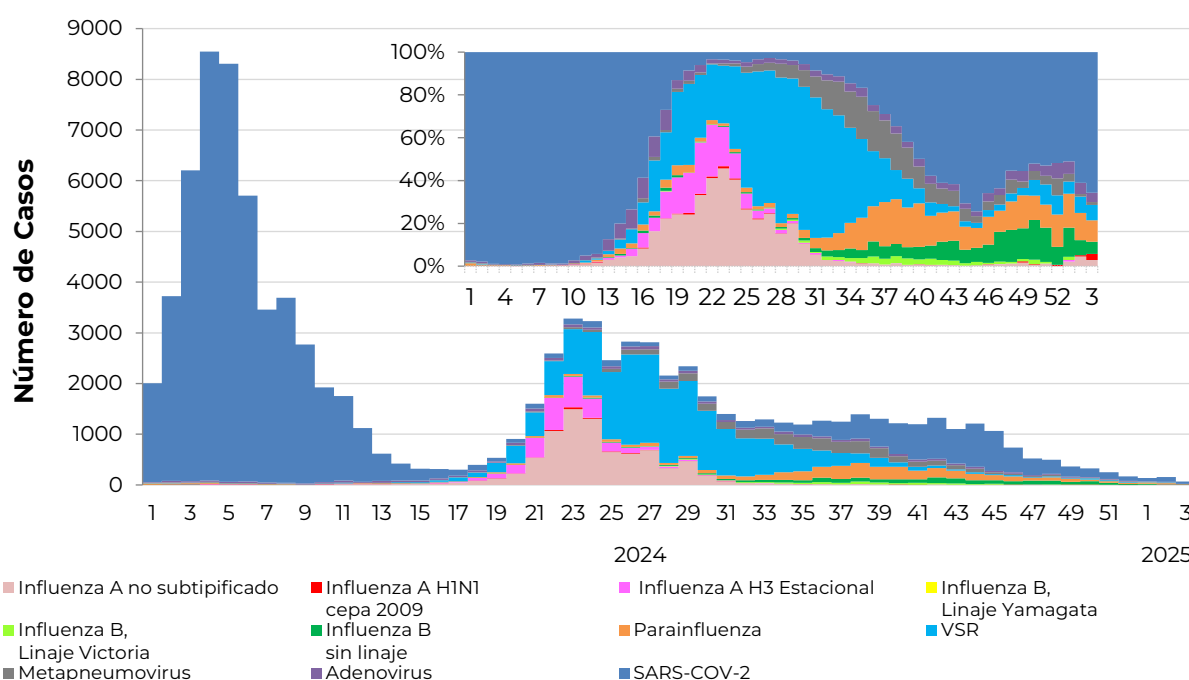 Número de Casos
9000
8000
7000
6000
5000
4000
3000
2000
1000
0
100%
80%
60%
40%
20%
0%
1 4 7 10 13 16 19 22 25 28 31 34 37 40 43 46 49 52 3
1 3 5 7 9 11 13 15 17 19 21 23 25 27 29 31 33 35 37 39 41 43 45 47 49 51 1 3
2024 2025
Influenza A no subtipificado
Influenza A H1N1
cepa 2009
Influenza A H3 Estacional
Influenza B,
Linaje Yamagata
Influenza B,
Linaje Victoria
Influenza B
sin linaje
Parainfluenza
VSR
Metapneumovirus
Adenovirus
SARS-COV-2